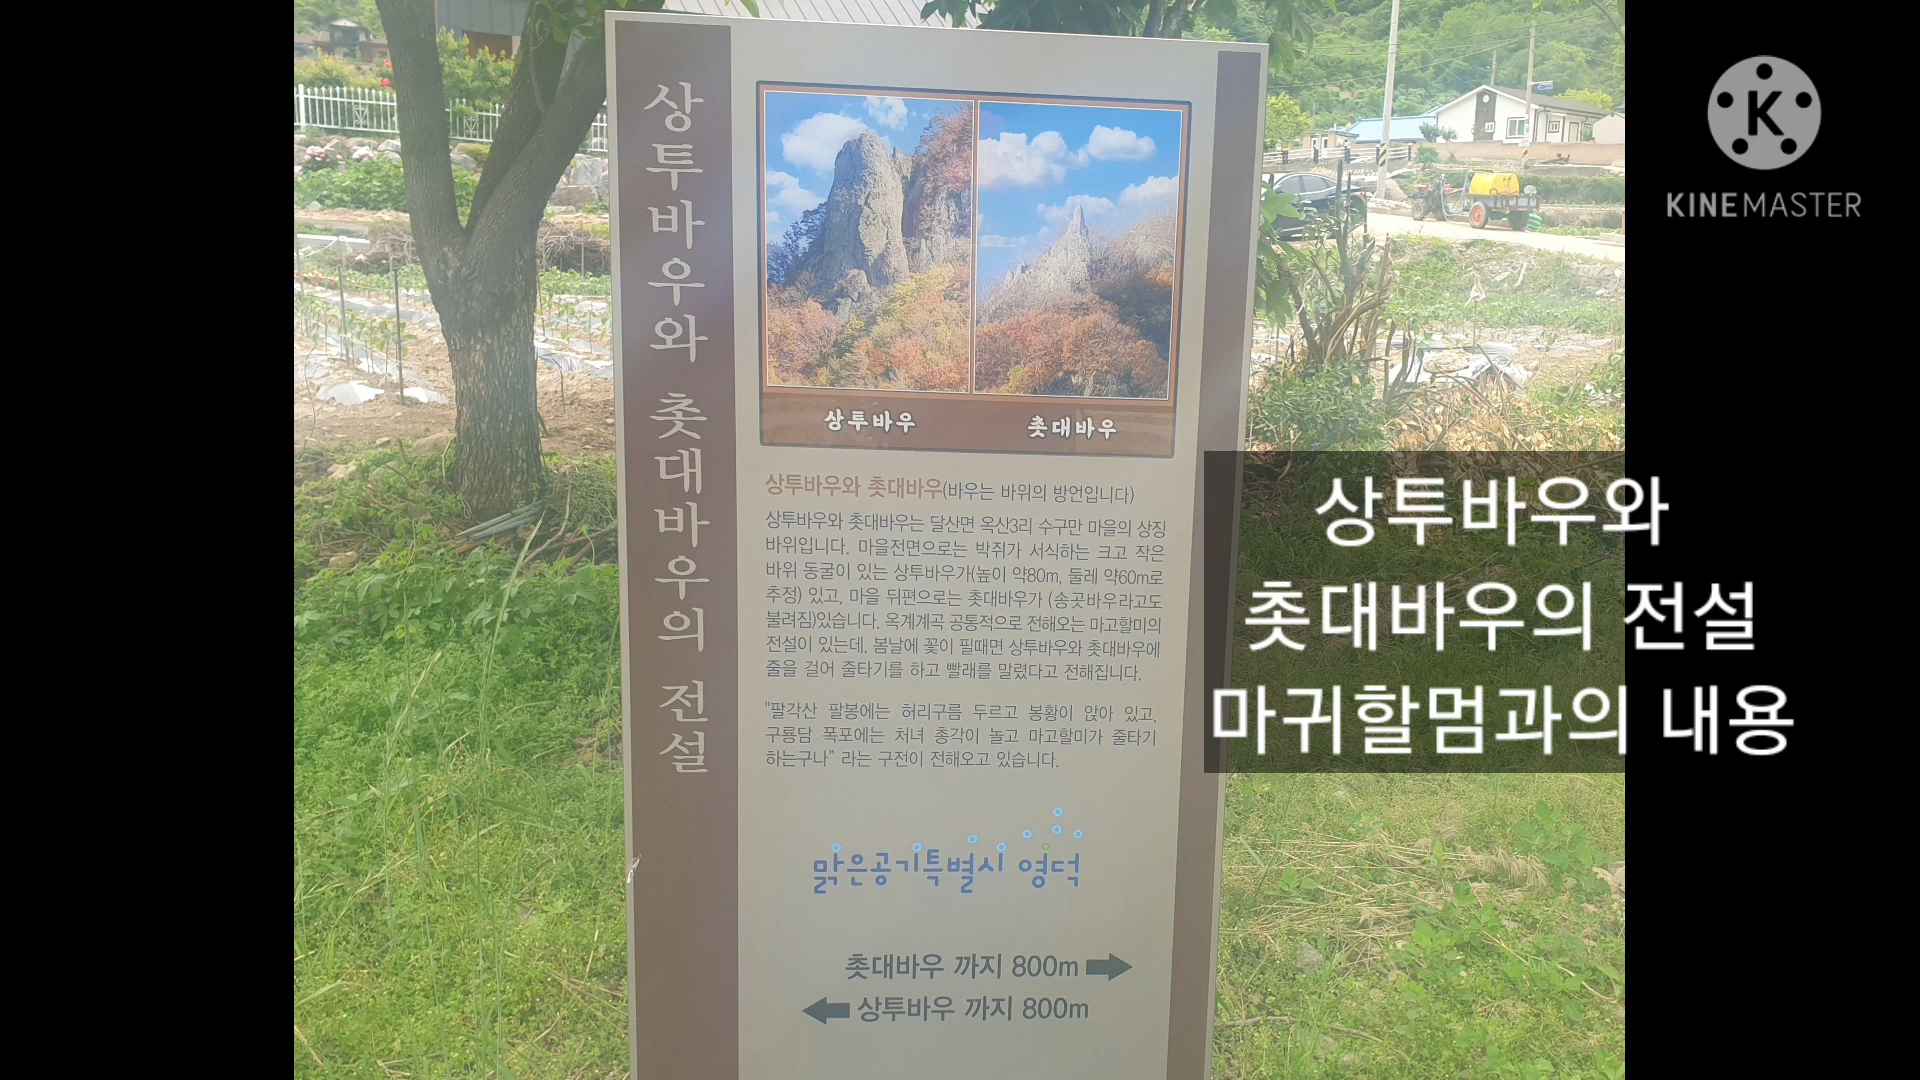 상투바우와 촛대바우의 전설
상투바우
촛대바우
상투바우와 촛대바우(바우는 바위의 방언입니다)
상투바우와 촛대바우는 달산면 옥산3리 수구만 마을의 상징
바위입니다. 마을전면으로는 박쥐가 서식하는 크고 작은
바위 동굴이 있는 상투바우가(높이 약80m, 둘레 약60m로
추정) 있고, 마을 뒤편으로는 촛대바우가 (송곳바우라고도
불려짐)있습니다. 옥계계곡 공통적으로 전해오는 마고할미의
전설이 있는데, 봄날에 꽃이 필때면 상투바우와 촛대바우에
줄을 걸어 줄타기를 하고 빨래를 말렸다고 전해집니다.
"팔각산 팔봉에는 허리구름 두르고 봉황이 앉아 있고,
구룡담 폭포에는 처녀 총각이 놀고 마고할미가 줄타기
하는구나" 라는 구전이 전해오고 있습니다.
맑은공기특별시 영덕
촛대바우 까지 800m
상투바우 까지 800m
상투바우와
촛대바우의 전설
마귀할멈과의 내용
K
KINEMASTER